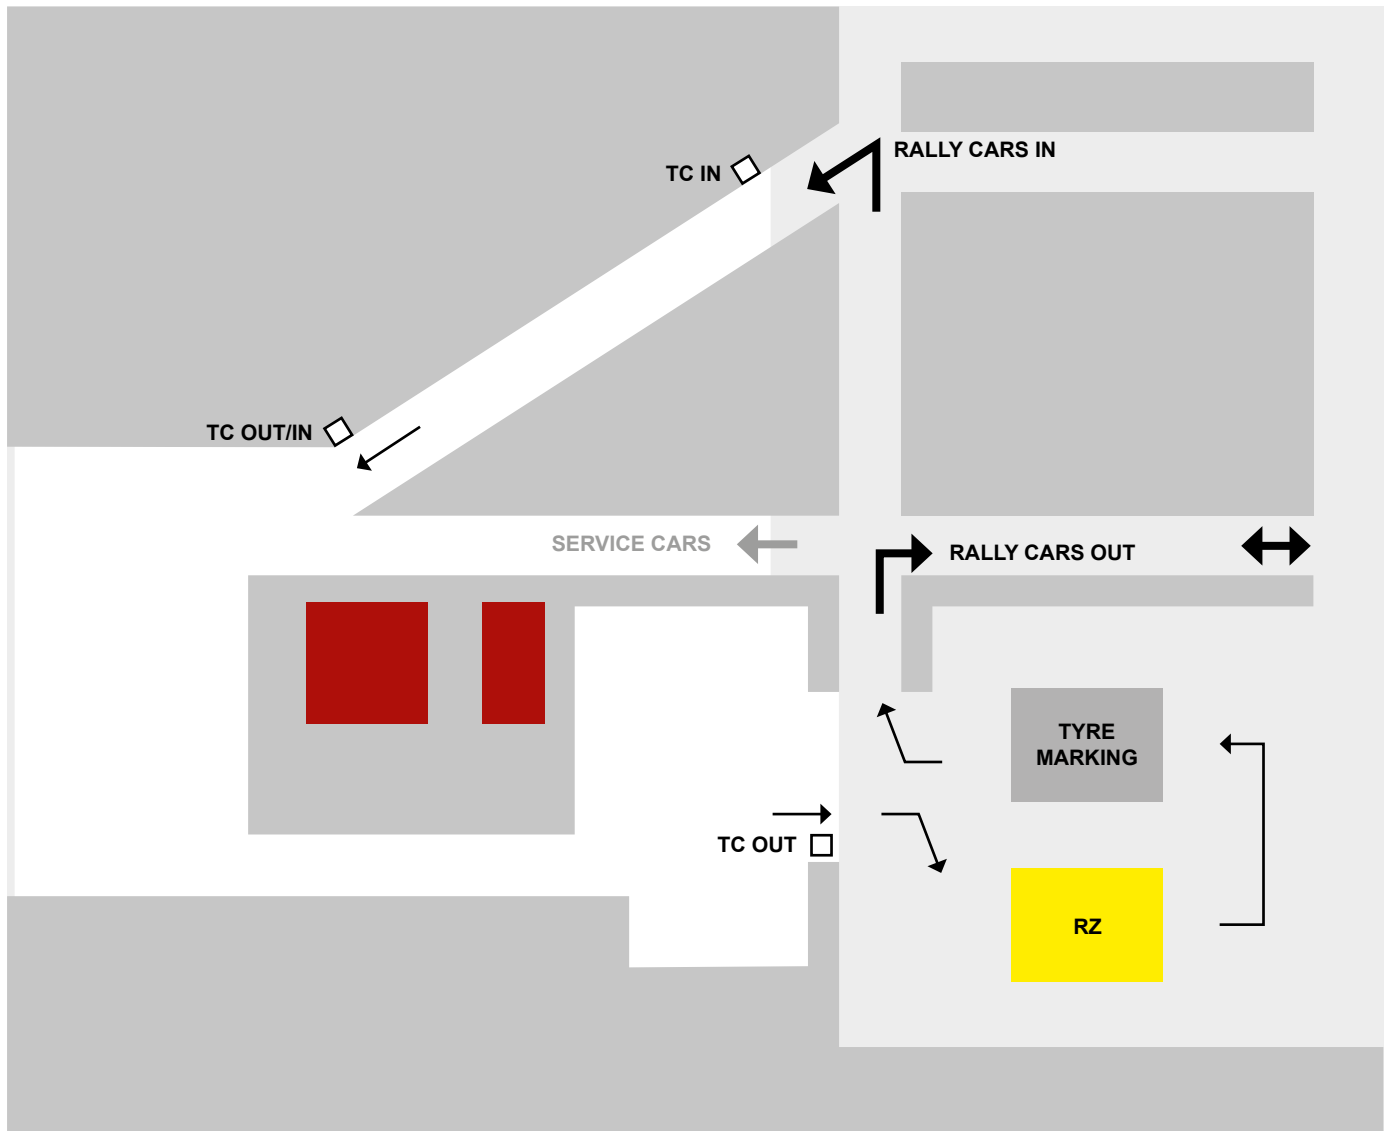 RALLY CARS IN
TC IN
TC OUT/IN
SERVICE CARS
RALLY CARS OUT
TYRE
MARKING
TC OUT
RZ